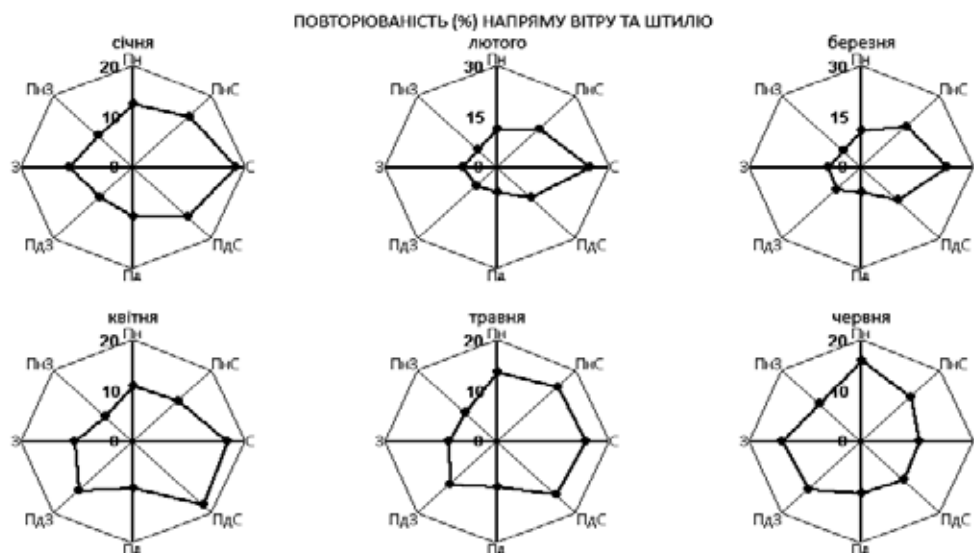 ПОВТОРЮВАНІСТЬ (%) НАПРЯМУ ВІТРУ ТА ШТИЛЮ
січня лютого березня
Пн Пн Пн
20 30 30
ПнЗ ПнС ПнЗ ПнС ПнЗ ПнС
10 15 15
З 0 С З 0 С З 0 С
ПдЗ ПдС ПдЗ ПдС ПдЗ ПдС
Пд Пд Пд
квітня травня червня
Пн Пн Пн
20 20 20
ПнЗ ПнС ПнЗ ПнС ПнЗ ПнС
10 10 10
З 0 С З 0 С З 0
ПдЗ ПдС ПдЗ ПдС ПдЗ ПдС
Пд Пд Пд